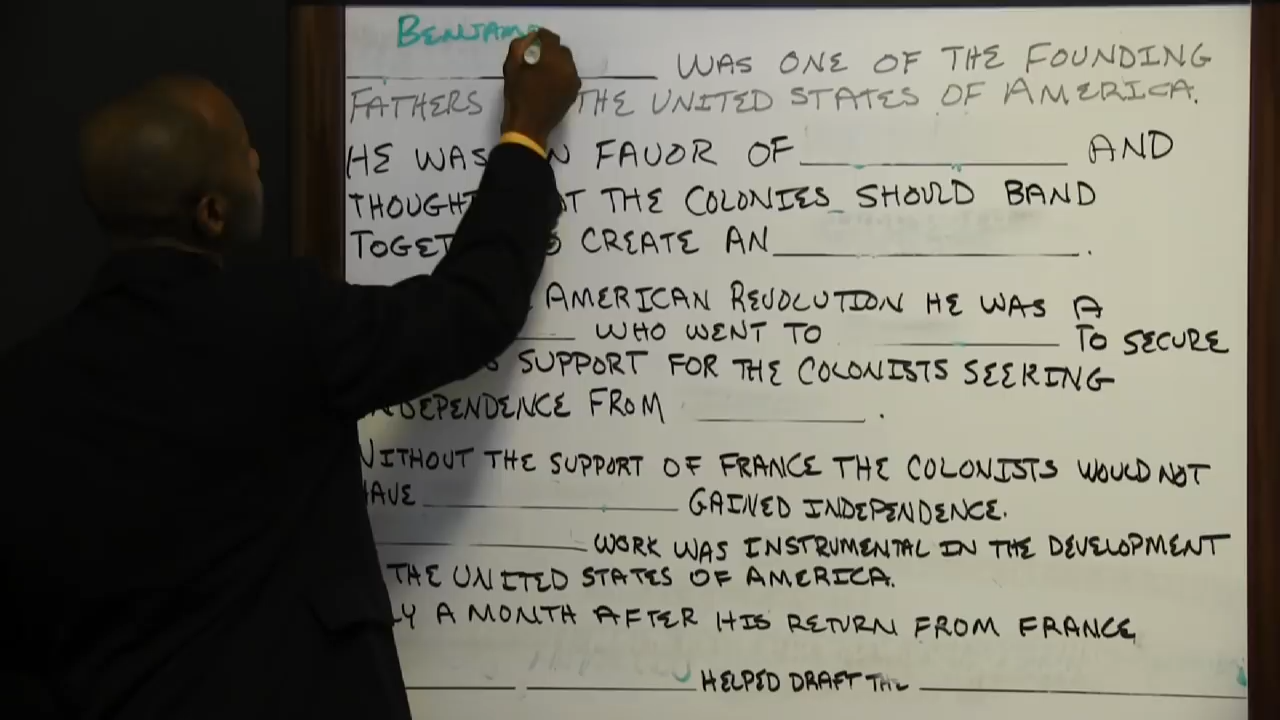 BENJAM
WAS ONE OF THE FOUNDING
FATHERS THE UNITED STATES OF AMERICA.
HE WAS FAVOR OF AND
THOUGHT THE COLONIES SHOULD BAND
CREATE AN .
AMERICAN REVOLUTION HE WAS A
WHO WENT TO TO SECURE
SUPPORT FOR THE COLONISTS SEEKING
INDEPENDENCE FROM .
WITHOUT THE SUPPORT OF FRANCE THE COLONISTS WOULD NOT
HAVE GAINED INDEPENDENCE.
WORK WAS INSTRUMENTAL IN THE DEVELOPMENT
THE UNITED STATES OF AMERICA.
A MONTH AFTER HIS RETURN FROM FRANCE,
HELPED DRAFT THE